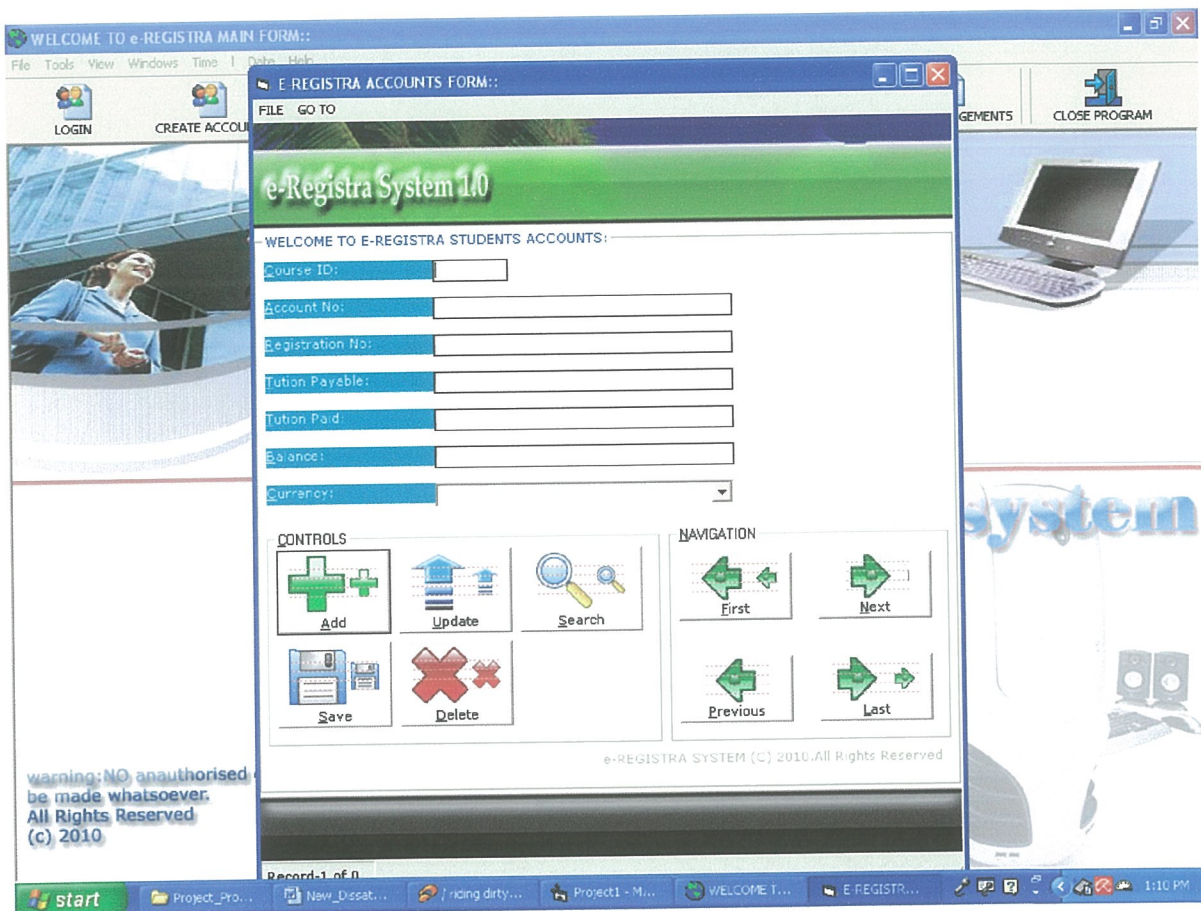 WELCOME TO e-REGISTRA MAIN FORM::
File Tools View Windows Time | Date Help
LOGIN
CREATE ACCOU
GEMENTS
CLOSE PROGRAM
E-REGISTRA ACCOUNTS FORM::
FILE GO TO
e-Registra System 1.0
WELCOME TO E-REGISTRA STUDENTS ACCOUNTS:
Course ID:
Account No:
Registration No:
Tution Payable:
Tution Paid:
Balance:
Currency:
CONTROLS
Add
Update
Search
Save
Delete
NAVIGATION
First
Next
Previous
Last
e-REGISTRA SYSTEM (C) 2010.All Rights Reserved
system
warning:NO anauthorised
be made whatsoever.
All Rights Reserved
(c) 2010
Record-1 of 0
start
Project_Pro...
New_Dissat...
/ riding dirty...
Project1 - M...
WELCOME T...
E-REGISTR...
1:10 PM